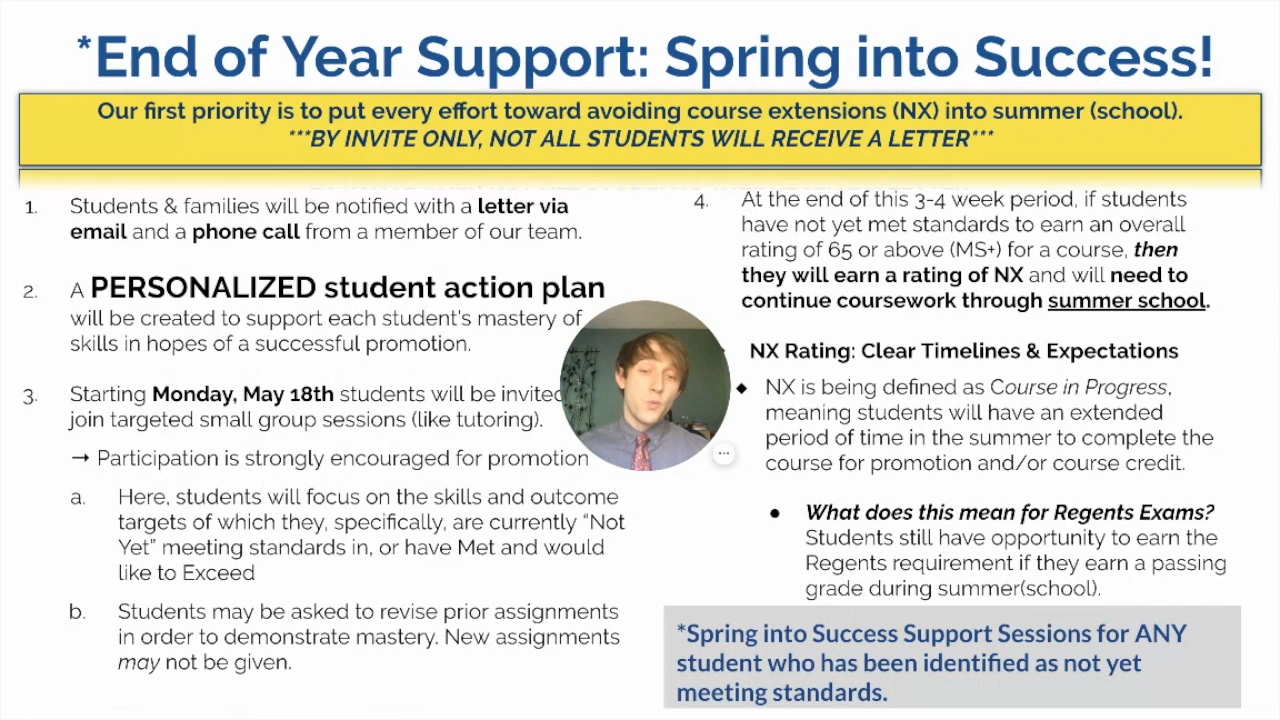 *End of Year Support: Spring into Success!
Our first priority is to put every effort toward avoiding course extensions (NX) into summer (school).
***BY INVITE ONLY, NOT ALL STUDENTS WILL RECEIVE A LETTER***
1. Students & families will be notified with a letter via
email and a phone call from a member of our team.
2. A PERSONALIZED student action plan
will be created to support each student's mastery of
skills in hopes of a successful promotion.
3. Starting Monday, May 18th students will be invited
join targeted small group sessions (like tutoring).
→ Participation is strongly encouraged for promotion
a. Here, students will focus on the skills and outcome
targets of which they, specifically, are currently “Not
Yet” meeting standards in, or have Met and would
like to Exceed
b. Students may be asked to revise prior assignments
in order to demonstrate mastery. New assignments
may not be given.
4. At the end of this 3-4 week period, if students
have not yet met standards to earn an overall
rating of 65 or above (MS+) for a course, then
they will earn a rating of NX and will need to
continue coursework through summer school.
NX Rating: Clear Timelines & Expectations
◆ NX is being defined as Course in Progress,
meaning students will have an extended
period of time in the summer to complete the
course for promotion and/or course credit.
● What does this mean for Regents Exams?
Students still have opportunity to earn the
Regents requirement if they earn a passing
grade during summer(school).
*Spring into Success Support Sessions for ANY
student who has been identified as not yet
meeting standards.